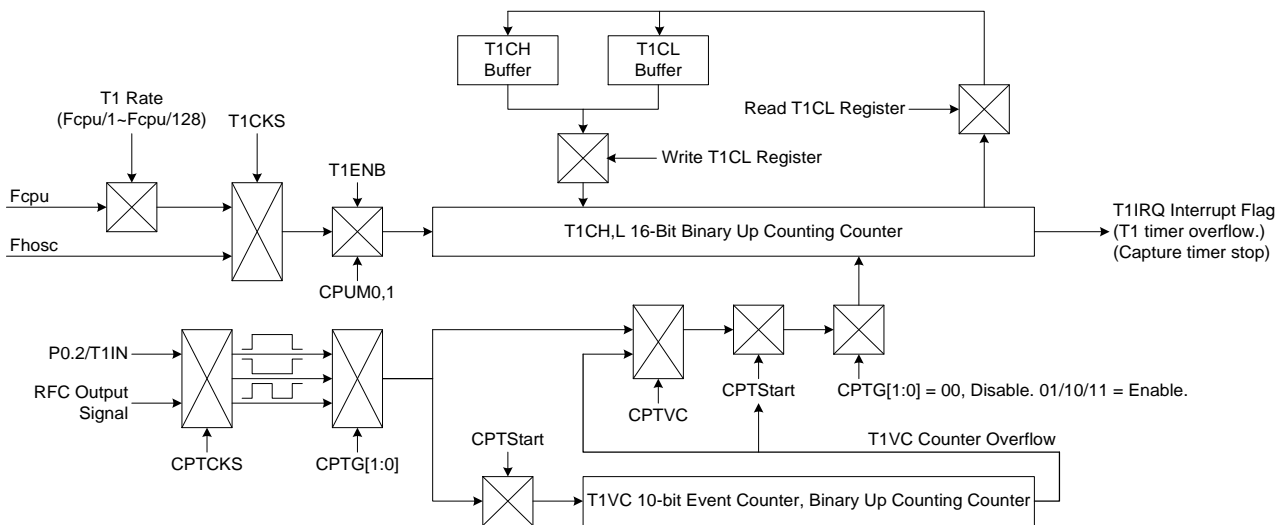 T1CH
Buffer
T1CL
Buffer
T1 Rate
(Fcpu/1~Fcpu/128)
T1CKS
Read T1CL Register
T1ENB
Write T1CL Register
Fcpu
T1CH,L 16-Bit Binary Up Counting Counter
T1IRQ Interrupt Flag
(T1 timer overflow.)
(Capture timer stop)
Fhosc
CPUM0,1
P0.2/T1IN
RFC Output
Signal
CPTCKS
CPTG[1:0]
CPTVC
CPTStart
CPTG[1:0] = 00, Disable. 01/10/11 = Enable.
CPTStart
T1VC Counter Overflow
T1VC 10-bit Event Counter, Binary Up Counting Counter